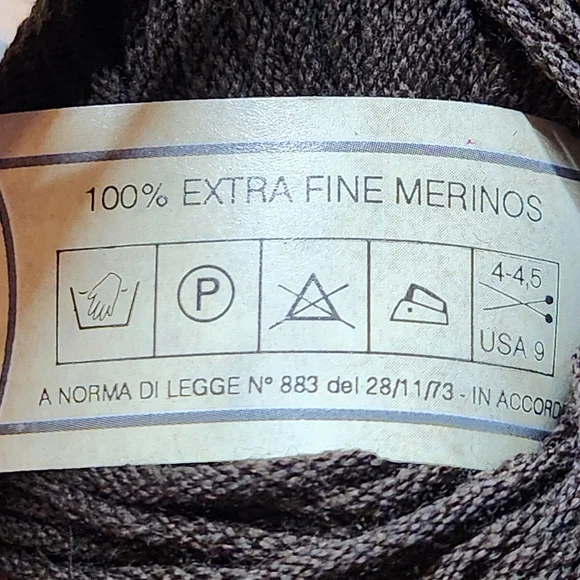 100% EXTRA FINE MERINOS
P
4-4,5
USA 9
A NORMA DI LEGGE N° 883 del 28/11/73 - IN ACCORD